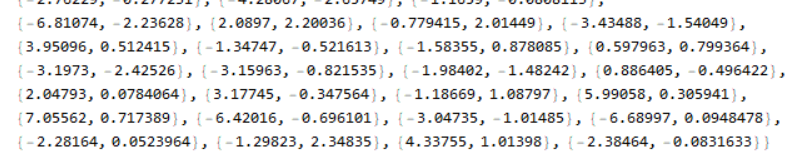 {-6.81074, -2.23628}, {2.0897, 2.20036}, {-0.779415, 2.01449}, {-3.43488, -1.54049},
{3.95096, 0.512415}, {-1.34747, -0.521613}, {-1.58355, 0.878085}, {0.597963, 0.799364},
{-3.1973, -2.42526}, {-3.15963, -0.821535}, {-1.98402, -1.48242}, {0.886405, -0.496422},
{2.04793, 0.0784064}, {3.17745, -0.347564}, {-1.18669, 1.08797}, {5.99058, 0.305941},
{7.05562, 0.717389}, {-6.42016, -0.696101}, {-3.04735, -1.01485}, {-6.68997, 0.0948478},
{-2.28164, 0.0523964}, {-1.29823, 2.34835}, {4.33755, 1.01398}, {-2.38464, -0.0831633}}